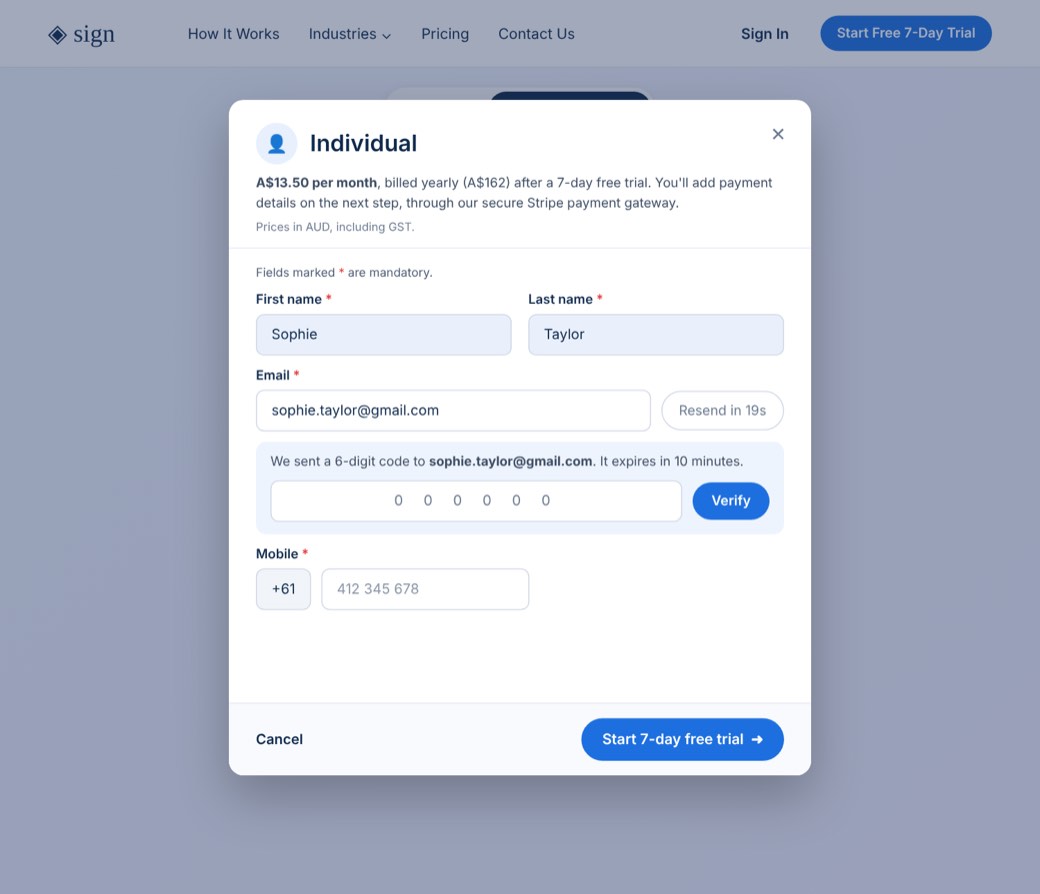 sign
How It Works
Industries
Pricing
Contact Us
Sign In
Start Free 7-Day Trial
Individual
A$13.50 per month, billed yearly (A$162) after a 7-day free trial. You'll add payment
details on the next step, through our secure Stripe payment gateway.
Prices in AUD, including GST.
Fields marked * are mandatory.
First name *
Last name *
Sophie
Taylor
Email *
sophie.taylor@gmail.com
Resend in 19s
We sent a 6-digit code to sophie.taylor@gmail.com. It expires in 10 minutes.
0 0 0 0 0 0
Verify
Mobile *
+61
412 345 678
Cancel
Start 7-day free trial ➜